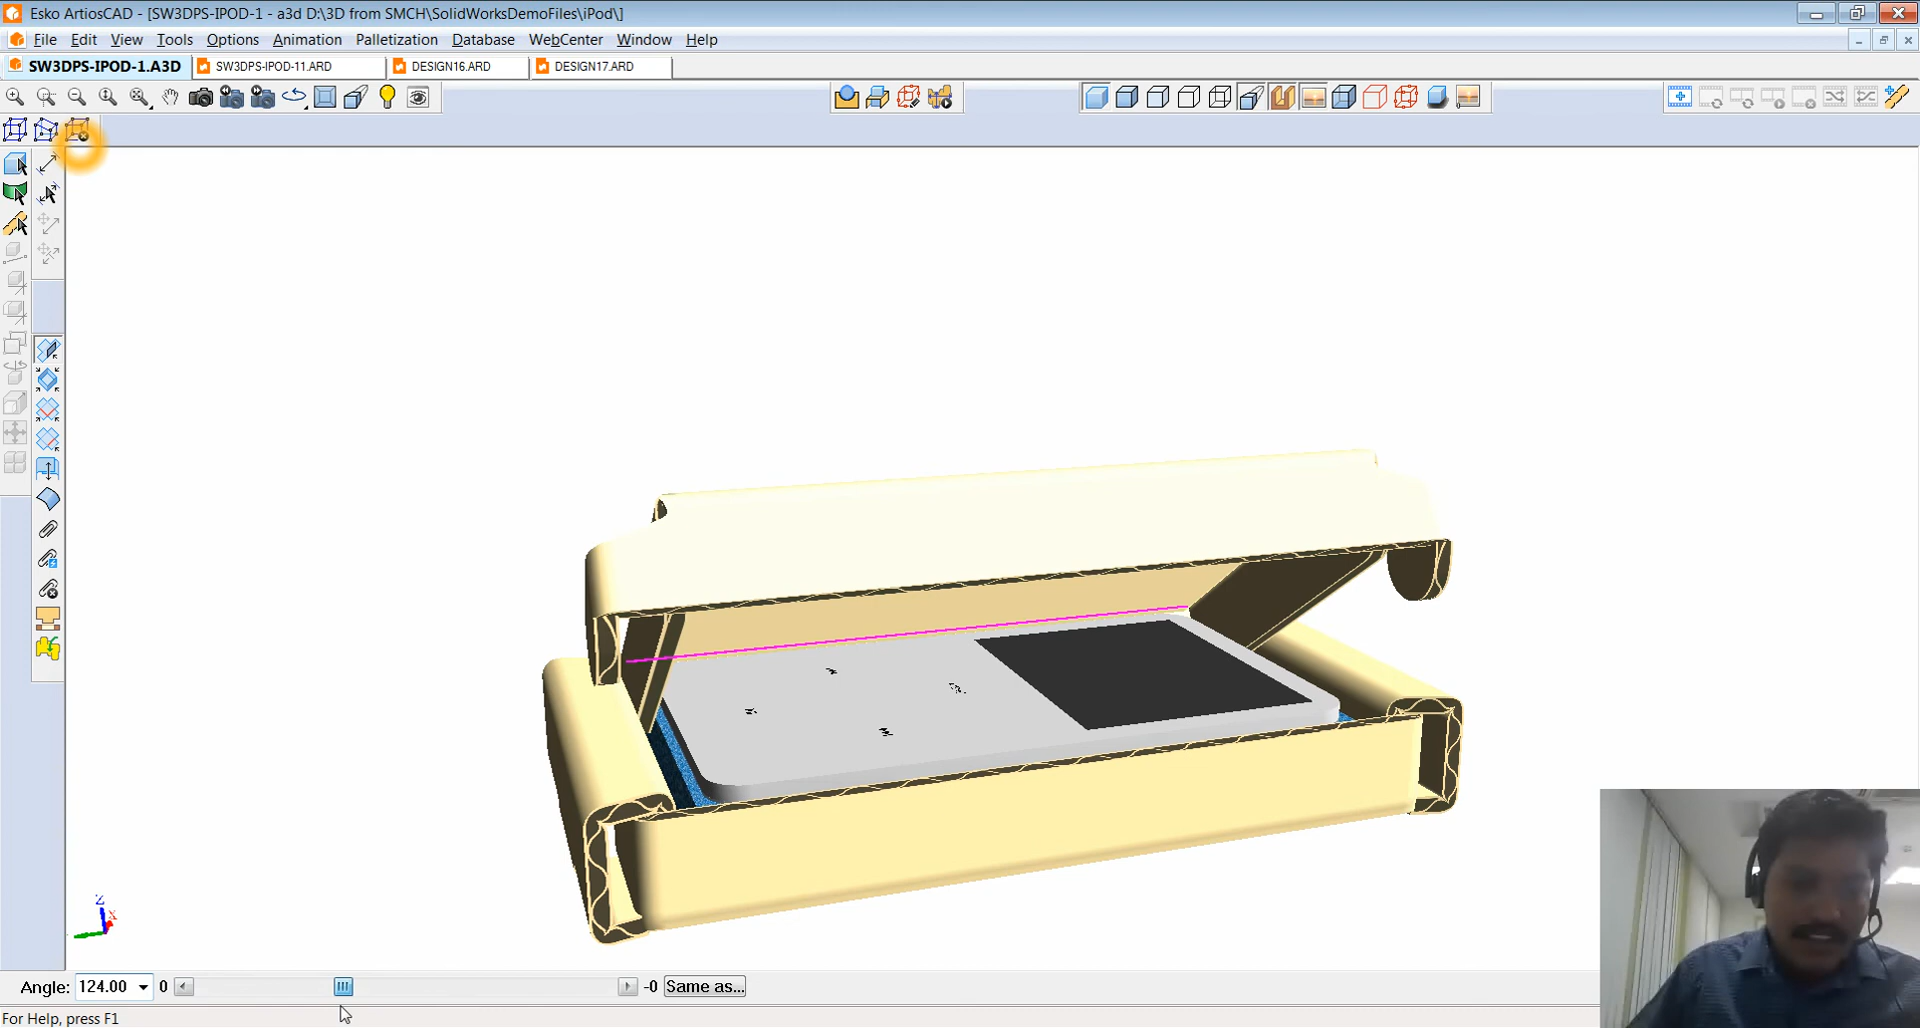 Esko ArtiosCAD - [SW3DPS-IPOD-1 - a3d D:\3D from SMCH\SolidWorksDemoFiles\iPod\]
File Edit View Tools Options Animation Palletization Database WebCenter Window Help
SW3DPS-IPOD-1.A3D SW3DPS-IPOD-11.ARD DESIGN16.ARD DESIGN17.ARD
Z
X
Angle: 124.00 0 -0 Same as...
For Help, press F1